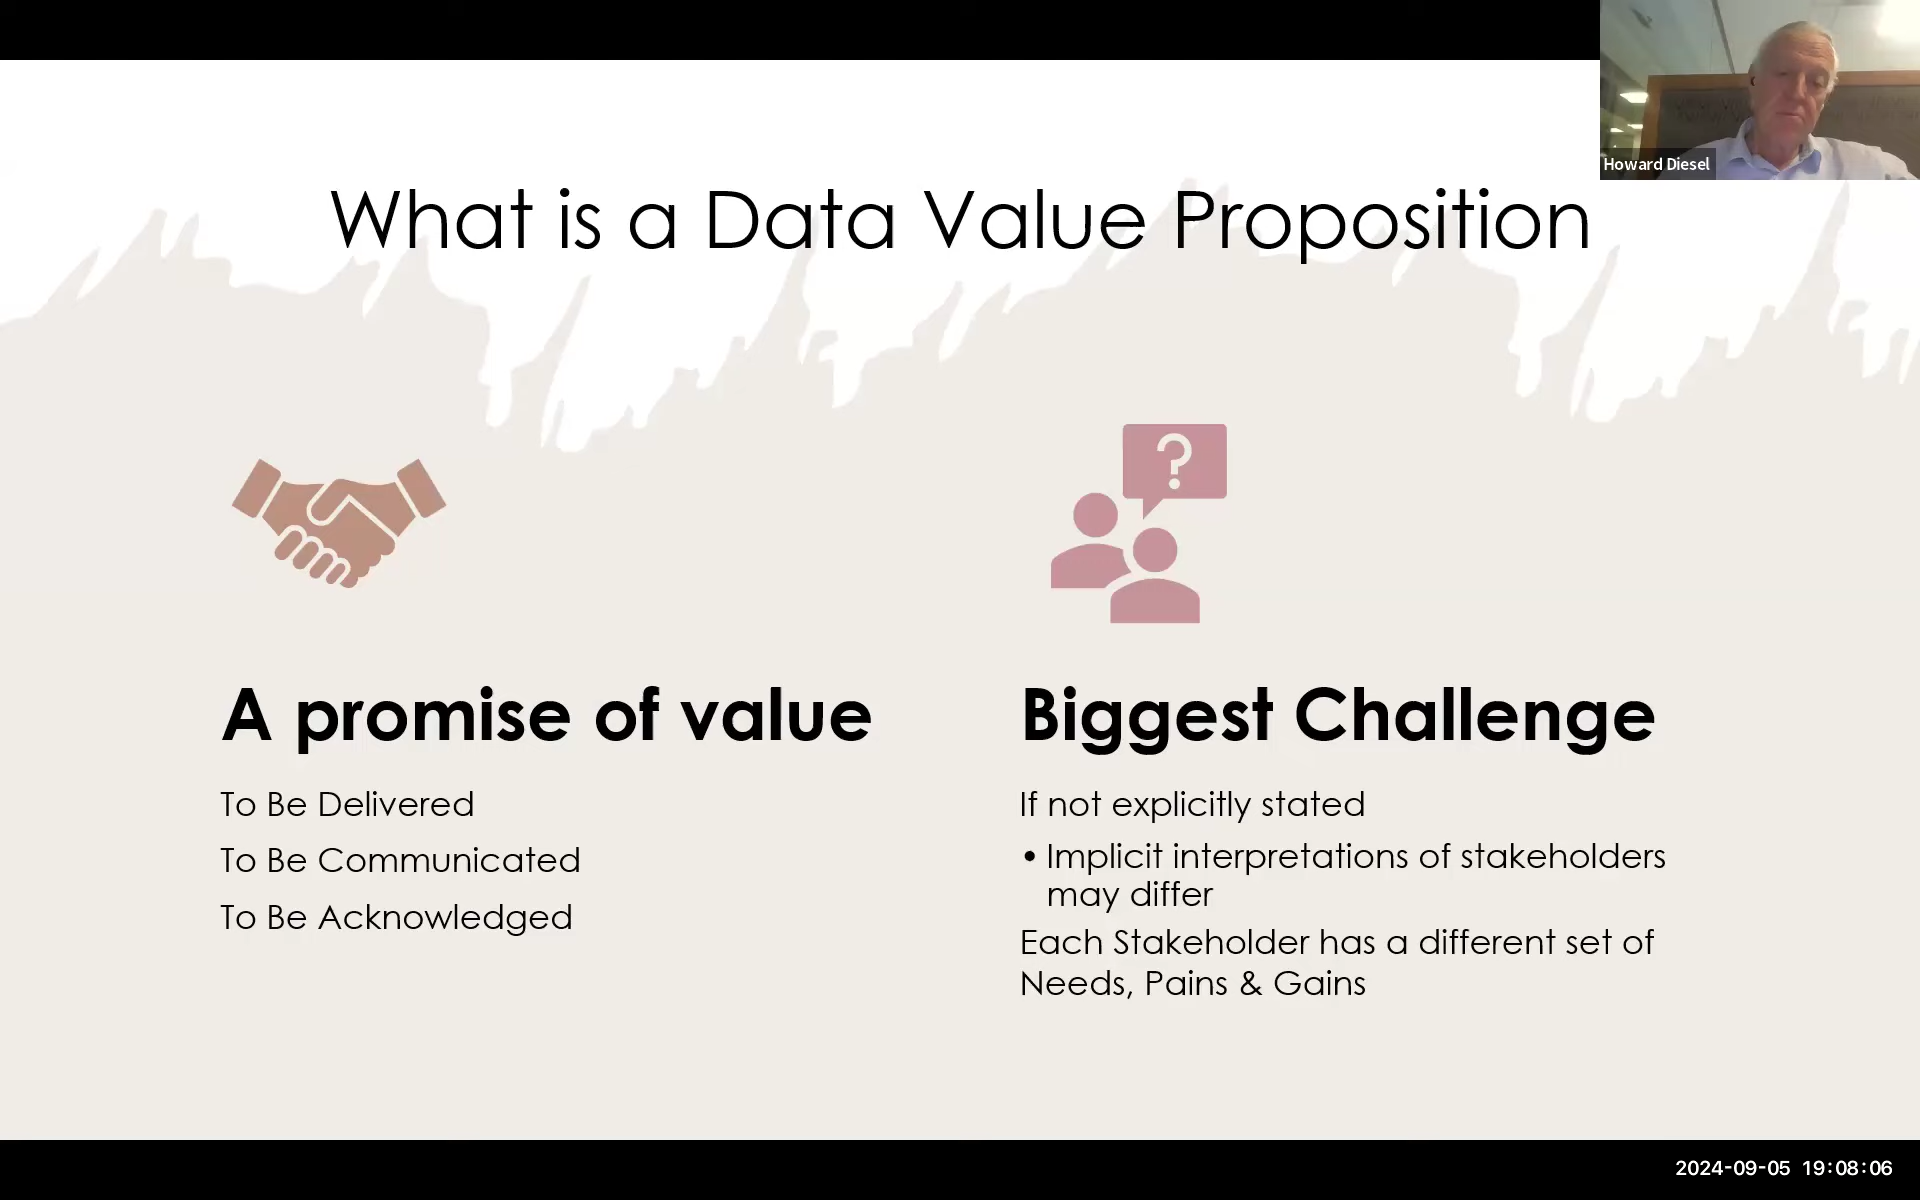 Howard Diesel
What is a Data Value Proposition
?
A promise of value
To Be Delivered
To Be Communicated
To Be Acknowledged
Biggest Challenge
If not explicitly stated
• Implicit interpretations of stakeholders
may differ
Each Stakeholder has a different set of
Needs, Pains & Gains
2024-09-05 19:08:06